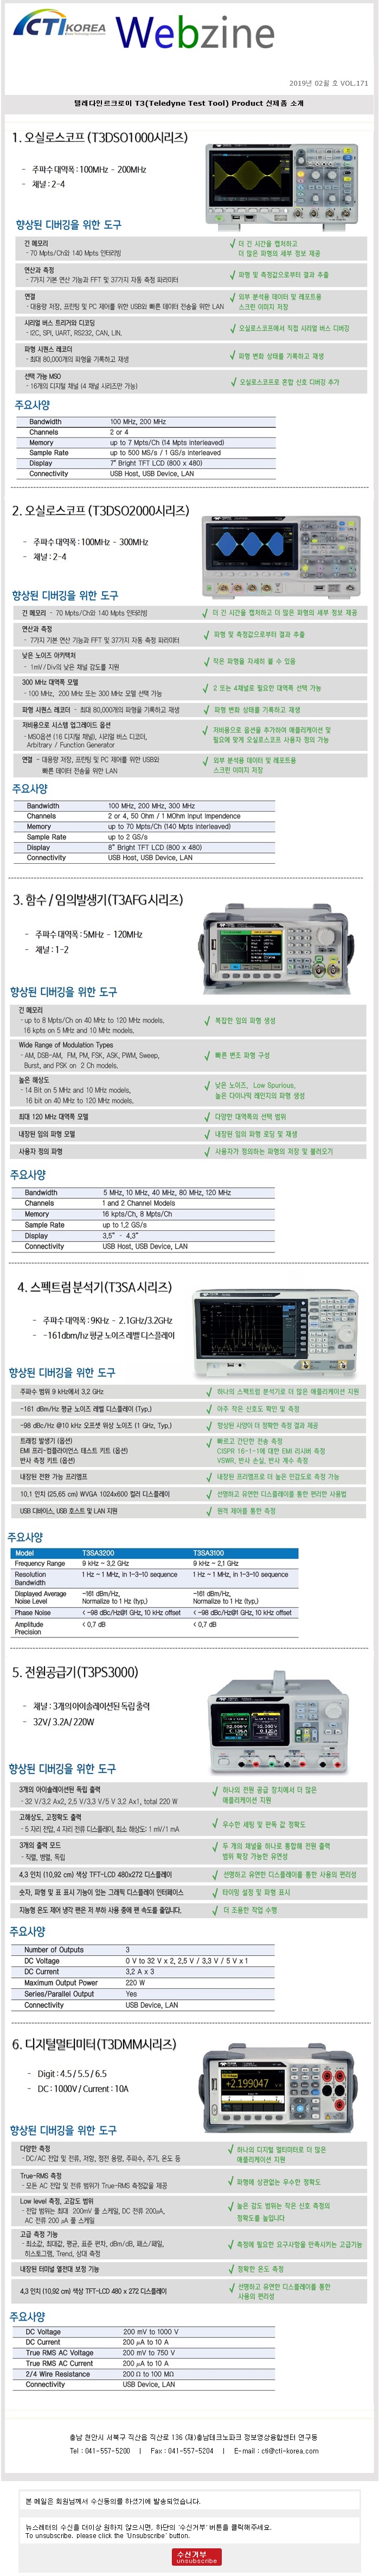 CTI KOREA Webzine
2019년 02월 호 VOL.171
텔레다인르크로이 T3(Teledyne Test Tool) Product 신제품 소개
1. 오실로스코프 (T3DSO1000시리즈)
- 주파수 대역폭 : 100MHz - 200MHz
- 채널 : 2-4
향상된 디버깅을 위한 도구
긴 메모리
- 70 Mpts/Ch와 140 Mpts 인터리빙
√ 더 긴 시간을 캡처하고
더 많은 파형의 세부 정보 제공
연산과 측정
- 7가지 기본 연산 기능과 FFT 및 37가지 자동 측정 파라미터
√ 파형 및 측정값으로부터 결과 추출
연결
- 대용량 저장, 프린팅 및 PC 제어를 위한 USB와 빠른 데이터 전송을 위한 LAN
√ 외부 분석용 데이터 및 레포트용
스크린 이미지 저장
시리얼 버스 트리거와 디코딩
- I2C, SPI, UART, RS232, CAN, LIN.
√ 오실로스코프에서 직접 시리얼 버스 디버깅
파형 시퀀스 레코더
- 최대 80,000개의 파형을 기록하고 재생
√ 파형 변화 상태를 기록하고 재생
선택 가능 MSO
- 16개의 디지털 채널 (4 채널 시리즈만 가능)
√ 오실로스코프로 혼합 신호 디버깅 추가
주요사양
Bandwidth 100 MHz, 200 MHz
Channels 2 or 4
Memory up to 7 Mpts/Ch (14 Mpts interleaved)
Sample Rate up to 500 MS/s / 1 GS/s interleaved
Display 7" Bright TFT LCD (800 x 480)
Connectivity USB Host, USB Device, LAN
2. 오실로스코프 (T3DSO2000시리즈)
- 주파수 대역폭 : 100MHz - 300MHz
- 채널 : 2-4
향상된 디버깅을 위한 도구
긴 메모리 - 70 Mpts/Ch와 140 Mpts 인터리빙
√ 더 긴 시간을 캡처하고 더 많은 파형의 세부 정보 제공
연산과 측정
- 7가지 기본 연산 기능과 FFT 및 37가지 자동 측정 파라미터
√ 파형 및 측정값으로부터 결과 추출
낮은 노이즈 아키텍처
- 1mV/Div의 낮은 채널 감도를 지원
√ 작은 파형을 자세히 볼 수 있음
300 MHz 대역폭 모델
- 100 MHz, 200 MHz 또는 300 MHz 모델 선택 가능
√ 2 또는 4채널로 필요한 대역폭 선택 가능
파형 시퀀스 레코더 - 최대 80,000개의 파형을 기록하고 재생
√ 파형 변화 상태를 기록하고 재생
저비용으로 시스템 업그레이드 옵션
- MSO옵션 (16 디지털 채널), 시리얼 버스 디코더,
Arbitrary / Function Generator
√ 저비용으로 옵션을 추가하여 애플리케이션 및
필요에 맞게 오실로스코프 사용자 정의 가능
연결 - 대용량 저장, 프린팅 및 PC 제어를 위한 USB와
빠른 데이터 전송을 위한 LAN
√ 외부 분석용 데이터 및 레포트용
스크린 이미지 저장
주요사양
Bandwidth 100 MHz, 200 MHz, 300 MHz
Channels 2 or 4, 50 Ohm / 1 MOhm Input Impendence
Memory up to 70 Mpts/Ch (140 Mpts interleaved)
Sample Rate up to 2 GS/s
Display 8" Bright TFT LCD (800 x 480)
Connectivity USB Host, USB Device, LAN
3. 함수 / 임의발생기(T3AFG시리즈)
- 주파수 대역폭 : 5MHz - 120MHz
- 채널 : 1-2
향상된 디버깅을 위한 도구
긴 메모리
- up to 8 Mpts/Ch on 40 MHz to 120 MHz models.
16 kpts on 5 MHz and 10 MHz models.
√ 복잡한 임의 파형 생성
Wide Range of Modulation Types
- AM, DSB-AM, FM, PM, FSK, ASK, PWM, Sweep,
Burst, and PSK on 2 Ch models.
√ 빠른 변조 파형 구성
높은 해상도
- 14 Bit on 5 MHz and 10 MHz models,
16 bit on 40 MHz to 120 MHz models.
√ 낮은 노이즈, Low Spurious,
높은 다이나믹 레인지의 파형 생성
최대 120 MHz 대역폭 모델
√ 다양한 대역폭의 선택 범위
내장된 임의 파형 모델
√ 내장된 임의 파형 로딩 및 재생
사용자 정의 파형
√ 사용자가 정의하는 파형의 저장 및 불러오기
주요사양
Bandwidth 5 MHz, 10 MHz, 40 MHz, 80 MHz, 120 MHz
Channels 1 and 2 Channel Models
Memory 16 kpts/Ch, 8 Mpts/Ch
Sample Rate up to 1,2 GS/s
Display 3,5" - 4,3"
Connectivity USB Host, USB Device, LAN
4. 스펙트럼 분석기(T3SA 시리즈)
- 주파수 대역폭 : 9KHz - 2.1GHz/3.2GHz
- -161dbm/hz 평균 노이즈 레벨 디스플레이
향상된 디버깅을 위한 도구
주파수 범위 9 kHz에서 3,2 GHz
√ 하나의 스펙트럼 분석기로 더 많은 애플리케이션 지원
-161 dBm/Hz 평균 노이즈 레벨 디스플레이 (Typ.)
√ 아주 작은 신호도 확인 및 측정
-98 dBc/Hz @10 kHz 오프셋 위상 노이즈 (1 GHz, Typ.)
√ 향상된 사양이 더 정확한 측정 결과 제공
트래킹 발생기 (옵션)
EMI 프리-컴플라이언스 테스트 키트 (옵션)
반사 측정 키트 (옵션)
√ 빠르고 간단한 전송 측정
CISPR 16-1-1에 대한 EMI 리시버 측정
VSWR, 반사 손실, 반사 계수 측정
내장된 전환 가능 프리앰프
√ 내장된 프리앰프로 더 높은 민감도로 측정 가능
10,1 인치 (25,65 cm) WVGA 1024x600 컬러 디스플레이
√ 선명하고 유연한 디스플레이를 통한 편리한 사용법
USB 디바이스, USB 호스트 및 LAN 지원
√ 원격 제어를 통한 측정
주요사양
Model T3SA3200 T3SA3100
Frequency Range 9 kHz ~ 3,2 GHz 9 kHz ~ 2,1 GHz
Resolution Bandwidth 1 Hz ~ 1 MHz, in 1-3-10 sequence 1 Hz ~ 1 MHz, in 1-3-10 sequence
Displayed Average Noise Level -161 dBm/Hz, Normalize to 1 Hz (typ.) -161 dBm/Hz, Normalize to 1 Hz (typ.)
Phase Noise < -98 dBc/Hz@1 GHz, 10 kHz offset < -98 dBc/Hz@1 GHz, 10 kHz offset
Amplitude Precision < 0,7 dB < 0,7 dB
5. 전원공급기(T3PS3000)
- 채널 : 3개의 아이솔레이션된 독립 출력
- 32V/ 3.2A/ 220W
향상된 디버깅을 위한 도구
3개의 아이솔레이션된 독립 출력
- 32 V/3,2 Ax2, 2,5 V/3,3 V/5 V 3,2 Ax1, total 220 W
√ 하나의 전원 공급 장치에서 더 많은
애플리케이션 지원
고해상도, 고정확도 출력
- 5 자리 전압, 4 자리 전류 디스플레이, 최소 해상도: 1 mV/1 mA
√ 우수한 세팅 및 판독 값 정확도
3개의 출력 모드
- 직렬, 병렬, 독립
√ 두 개의 채널을 하나로 통합해 전원 출력
범위 확장 가능한 유연성
4,3 인치 (10,92 cm) 색상 TFT-LCD 480x272 디스플레이
√ 선명하고 유연한 디스플레이를 통한 사용의 편리성
숫자, 파형 및 표 표시 기능이 있는 그래픽 디스플레이 인터페이스
√ 타이밍 설정 및 파형 표시
지능형 온도 제어 냉각 팬은 저 부하 사용 중에 팬 속도를 줄입니다.
√ 더 조용한 작업 수행
주요사양
Number of Outputs 3
DC Voltage 0 V to 32 V x 2, 2,5 V / 3,3 V / 5 V x 1
DC Current 3,2 A x 3
Maximum Output Power 220 W
Series/Parallel Output Yes
Connectivity USB Device, LAN
6. 디지털멀티미터(T3DMM시리즈)
- Digit : 4.5 / 5.5 / 6.5
- DC : 1000V / Current : 10A
향상된 디버깅을 위한 도구
다양한 측정
- DC/AC 전압 및 전류, 저항, 정전 용량, 주파수, 주기, 온도 등
√ 하나의 디지털 멀티미터로 더 많은
애플리케이션 지원
True-RMS 측정
- 모든 AC 전압 및 전류 범위가 True-RMS 측정값을 제공
√ 파형에 상관없는 우수한 정확도
Low level 측정, 고감도 범위
- 전압 범위는 최대 200mV 풀 스케일, DC 전류 200μA,
AC 전류 200 μA 풀 스케일
√ 높은 감도 범위는 작은 신호 측정의
정확도를 높입니다
고급 측정 기능
- 최소값, 최대값, 평균, 표준 편차, dBm/dB, 패스/페일,
히스토그램, Trend, 상대 측정
√ 측정에 필요한 요구사항을 만족시키는 고급기능
내장된 터미널 열전대 보정 기능
√ 정확한 온도 측정
4,3 인치 (10,92 cm) 색상 TFT-LCD 480 x 272 디스플레이
√ 선명하고 유연한 디스플레이를 통한
사용의 편리성
주요사양
DC Voltage 200 mV to 1000 V
DC Current 200 μA to 10 A
True RMS AC Voltage 200 mV to 750 V
True RMS AC Current 200 μA to 10 A
2/4 Wire Resistance 200 Ω to 100 MΩ
Connectivity USB Device, LAN
충남 천안시 서북구 직산읍 직산로 136 (재)충남테크노파크 정보영상융합센터 연구동
Tel : 041-557-5200 | Fax : 041-557-5204 | E-mail : cti@cti-korea.com
본 메일은 회원님께서 수신동의를 하셨기에 발송되었습니다.
뉴스레터의 수신을 더이상 원하지 않으시면, 하단의 '수신거부' 버튼을 클릭해주세요.
To unsubscribe. please click the 'Unsubscribe' button.
수신거부
unsubscribe